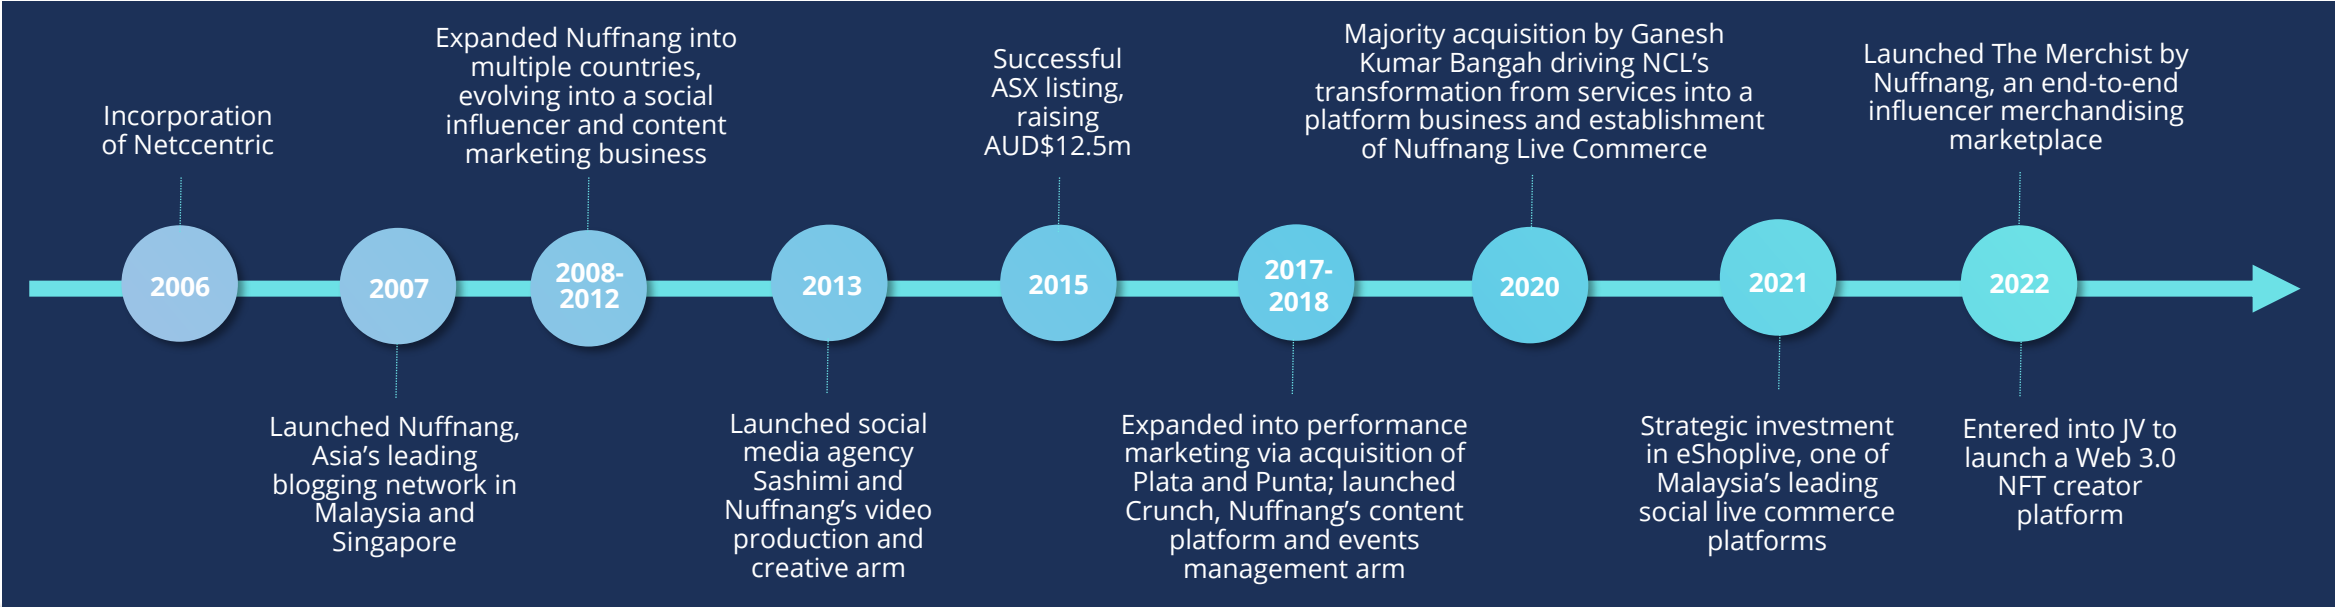 Incorporation
of Netccentric
Expanded Nuffnang into
multiple countries,
evolving into a social
influencer and content
marketing business
Successful
ASX listing,
raising
AUD$12.5m
Majority acquisition by Ganesh
Kumar Bangah driving NCL's
transformation from services into a
platform business and establishment
of Nuffnang Live Commerce
Launched The Merchist by
Nuffnang, an end-to-end
influencer merchandising
marketplace
2006
2007
2008-
2012
2013
2015
2017-
2018
2020
2021
2022
Launched Nuffnang,
Asia's leading
blogging network in
Malaysia and
Singapore
Launched social
media agency
Sashimi and
Nuffnang's video
production and
creative arm
Expanded into performance
marketing via acquisition of
Plata and Punta; launched
Crunch, Nuffnang's content
platform and events
management arm
Strategic investment
in eShoplive, one of
Malaysia's leading
social live commerce
platforms
Entered into JV to
launch a Web 3.0
NFT creator
platform